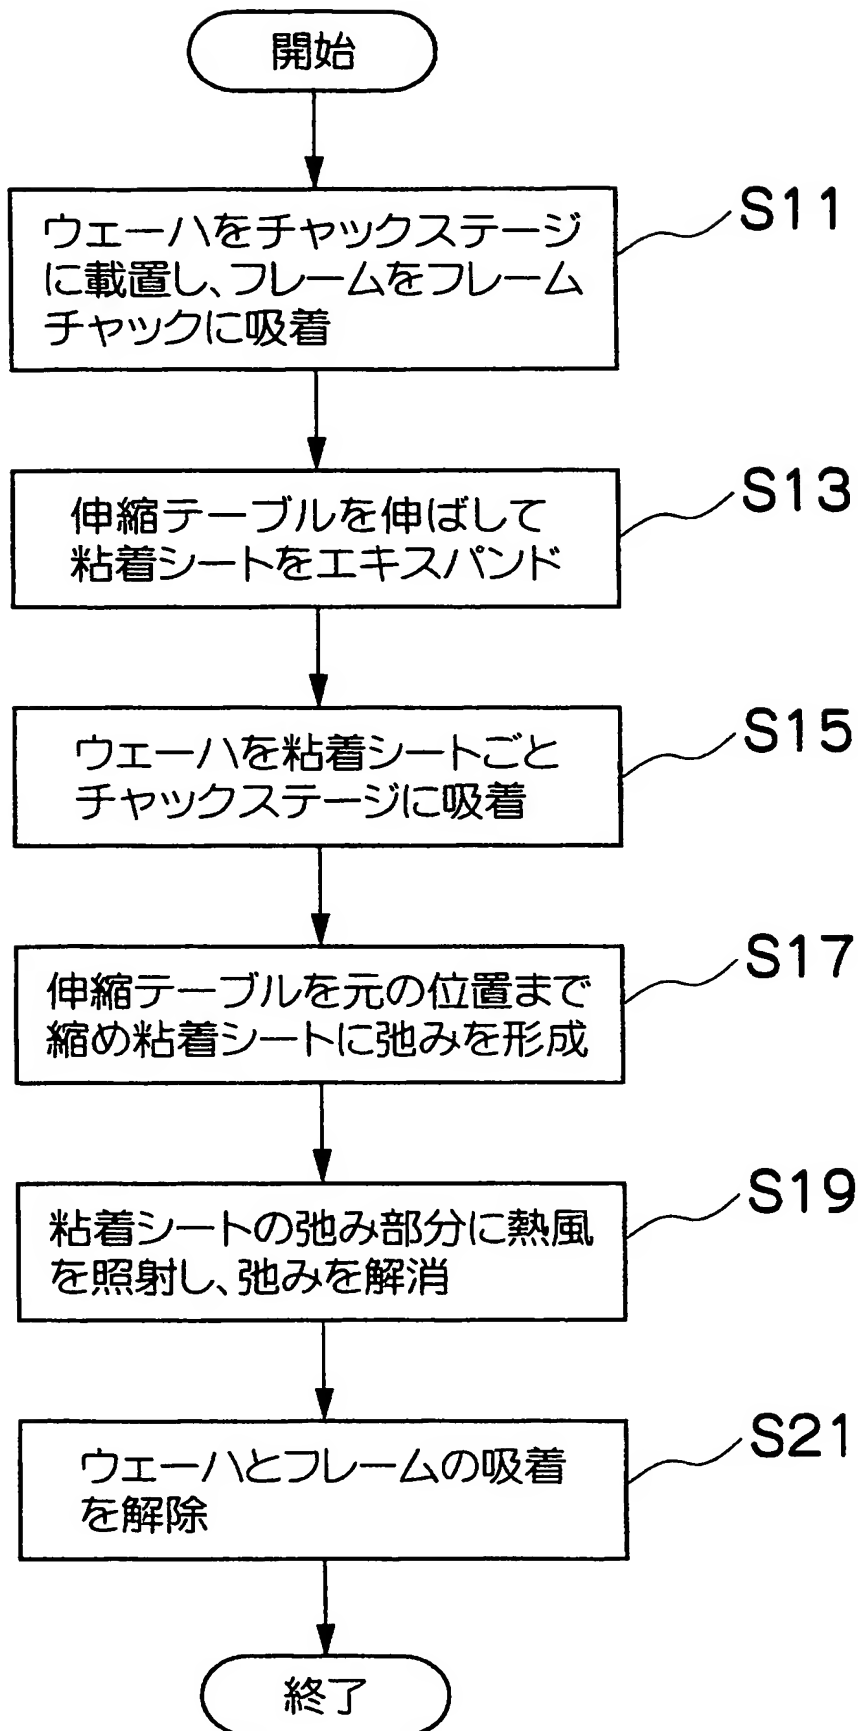 開始
S11
ウェーハをチャックステージ
に載置し、フレームをフレーム
チャックに吸着
S13
伸縮テーブルを伸ばして
粘着シートをエキスパンド
S15
ウェーハを粘着シートごと
チャックステージに吸着
S17
伸縮テーブルを元の位置まで
縮め粘着シートに弛みを形成
S19
粘着シートの弛み部分に熱風
を照射し、弛みを解消
S21
ウェーハとフレームの吸着
を解除
終了